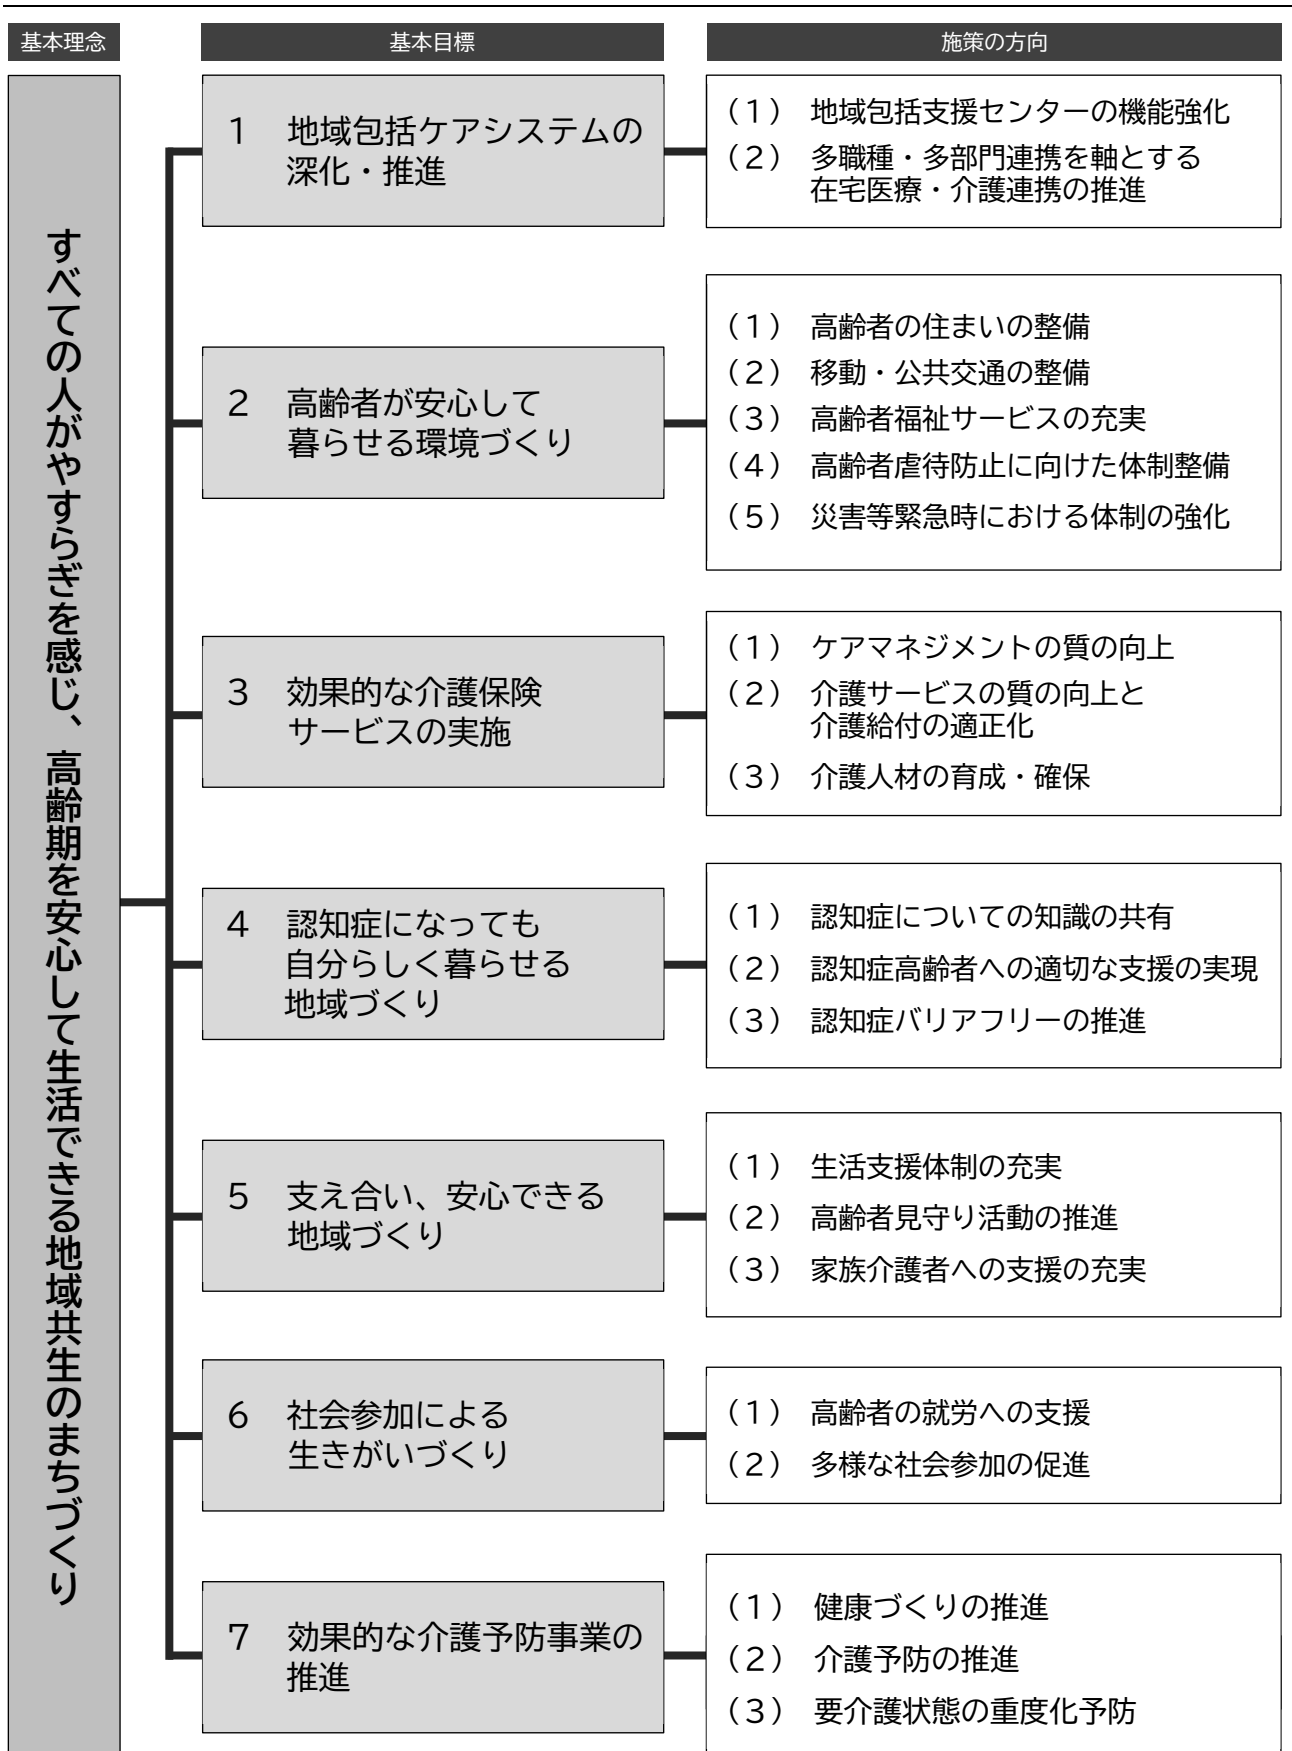 基本理念
基本目標
施策の方向
すべての人がやすらぎを感じ、高齢期を安心して生活できる地域共生のまちづくり
1 地域包括ケアシステムの
深化・推進
(1) 地域包括支援センターの機能強化
(2) 多職種・多部門連携を軸とする
在宅医療・介護連携の推進
2 高齢者が安心して
暮らせる環境づくり
(1) 高齢者の住まいの整備
(2) 移動・公共交通の整備
(3) 高齢者福祉サービスの充実
(4) 高齢者虐待防止に向けた体制整備
(5) 災害等緊急時における体制の強化
3 効果的な介護保険
サービスの実施
(1) ケアマネジメントの質の向上
(2) 介護サービスの質の向上と
介護給付の適正化
(3) 介護人材の育成・確保
4 認知症になっても
自分らしく暮らせる
地域づくり
(1) 認知症についての知識の共有
(2) 認知症高齢者への適切な支援の実現
(3) 認知症バリアフリーの推進
5 支え合い、安心できる
地域づくり
(1) 生活支援体制の充実
(2) 高齢者見守り活動の推進
(3) 家族介護者への支援の充実
6 社会参加による
生きがいづくり
(1) 高齢者の就労への支援
(2) 多様な社会参加の促進
7 効果的な介護予防事業の
推進
(1) 健康づくりの推進
(2) 介護予防の推進
(3) 要介護状態の重度化予防